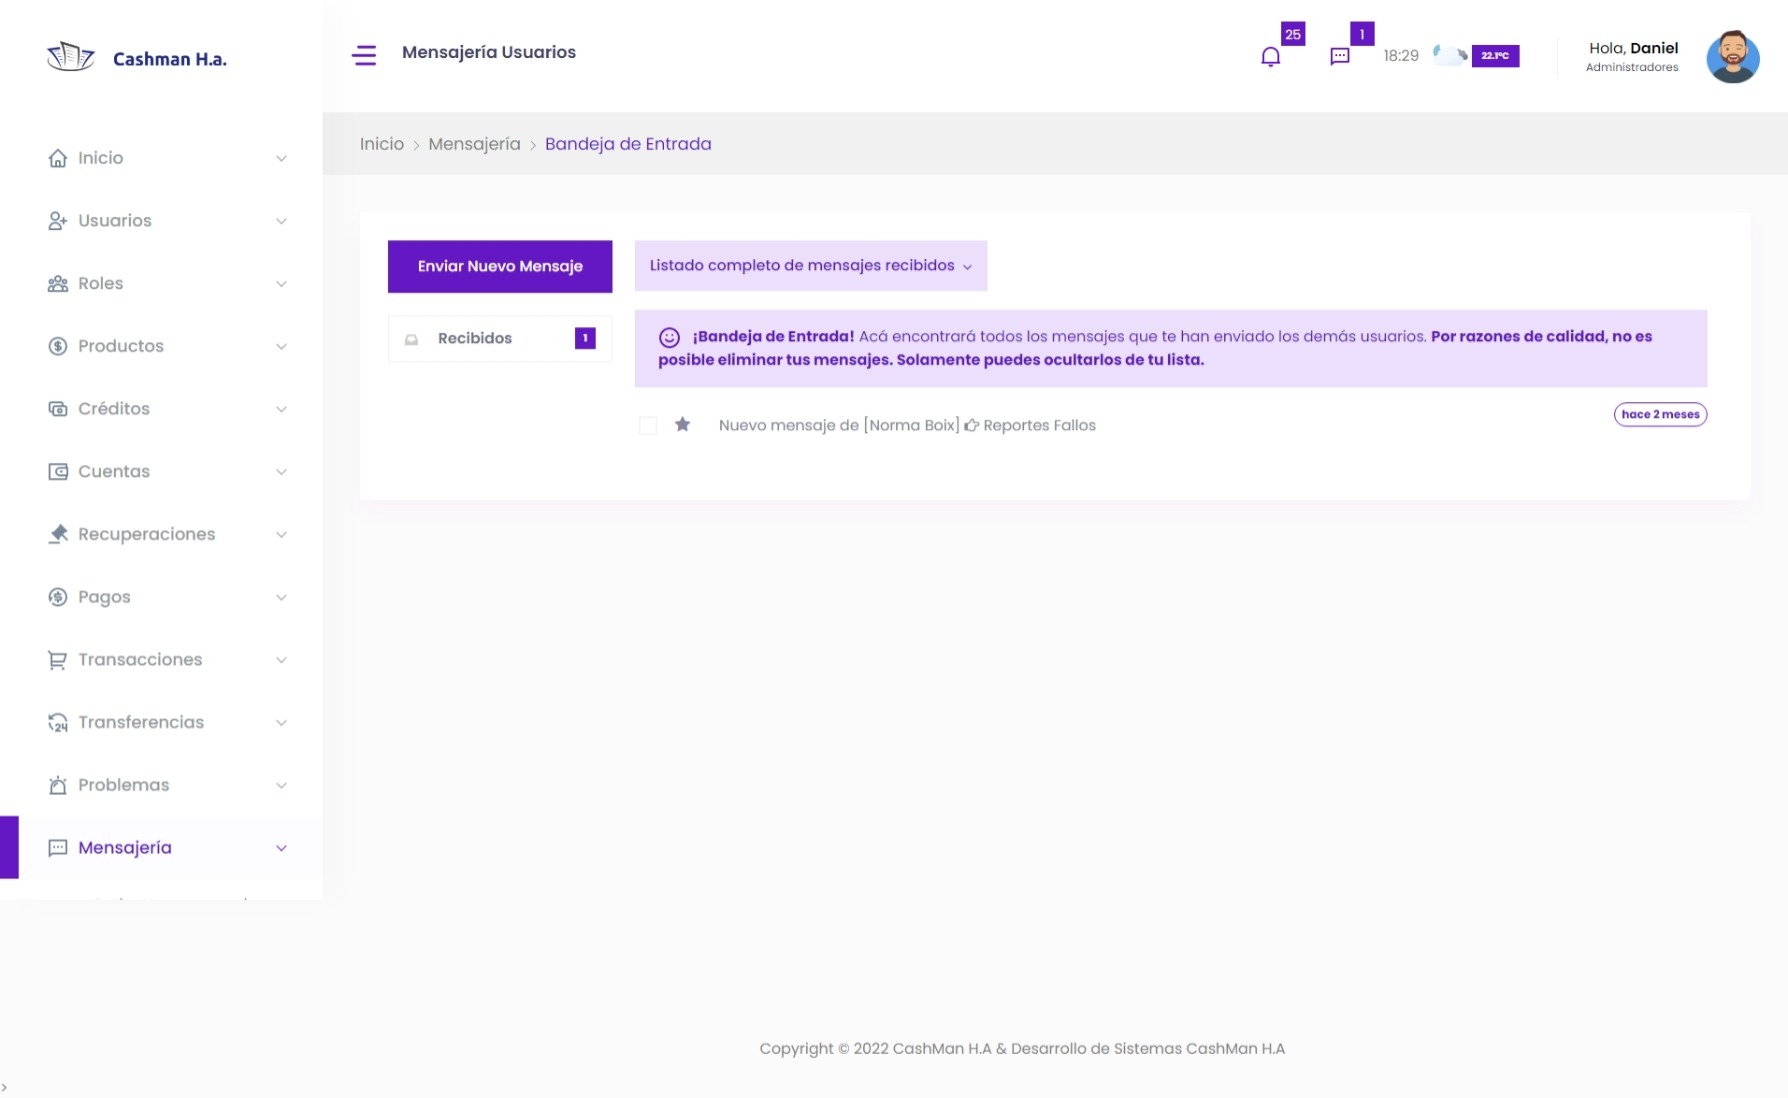 Cashman H.a.
Mensajería Usuarios
25
1
18:29
22.1°C
Hola, Daniel
Administradores
Inicio > Mensajería > Bandeja de Entrada
Inicio
Usuarios
Roles
Productos
Créditos
Cuentas
Recuperaciones
Pagos
Transacciones
24
Transferencias
Problemas
Mensajería
Enviar Nuevo Mensaje
Recibidos
1
Listado completo de mensajes recibidos
¡Bandeja de Entrada! Acá encontrará todos los mensajes que te han enviado los demás usuarios. Por razones de calidad, no es
posible eliminar tus mensajes. Solamente puedes ocultarlos de tu lista.
Nuevo mensaje de [Norma Boix] Reportes Fallos
hace 2 meses
Copyright © 2022 CashMan H.A & Desarrollo de Sistemas CashMan H.A
>